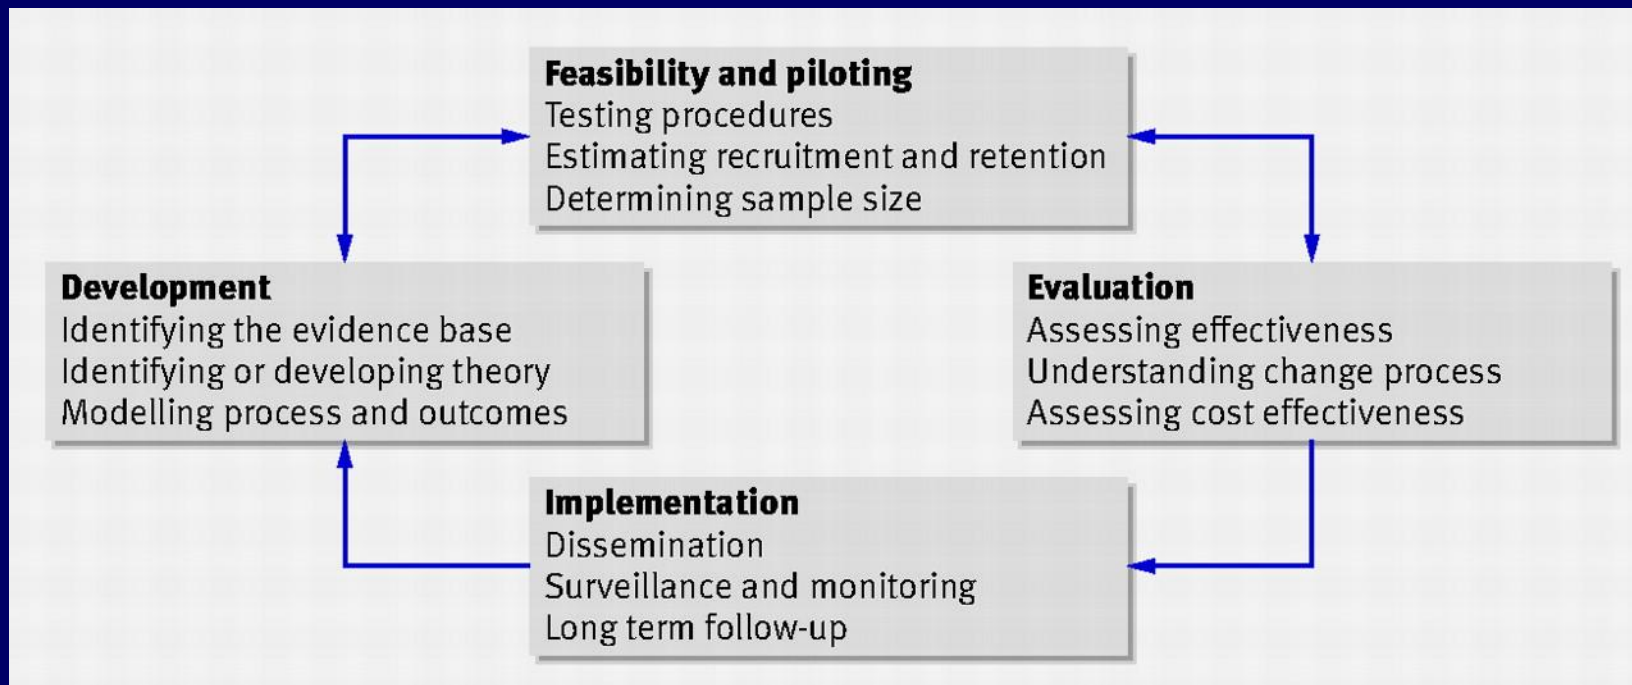 Feasibility and piloting
Testing procedures
Estimating recruitment and retention
Determining sample size
Development
Identifying the evidence base
Identifying or developing theory
Modelling process and outcomes
Evaluation
Assessing effectiveness
Understanding change process
Assessing cost effectiveness
Implementation
Dissemination
Surveillance and monitoring
Long term follow-up